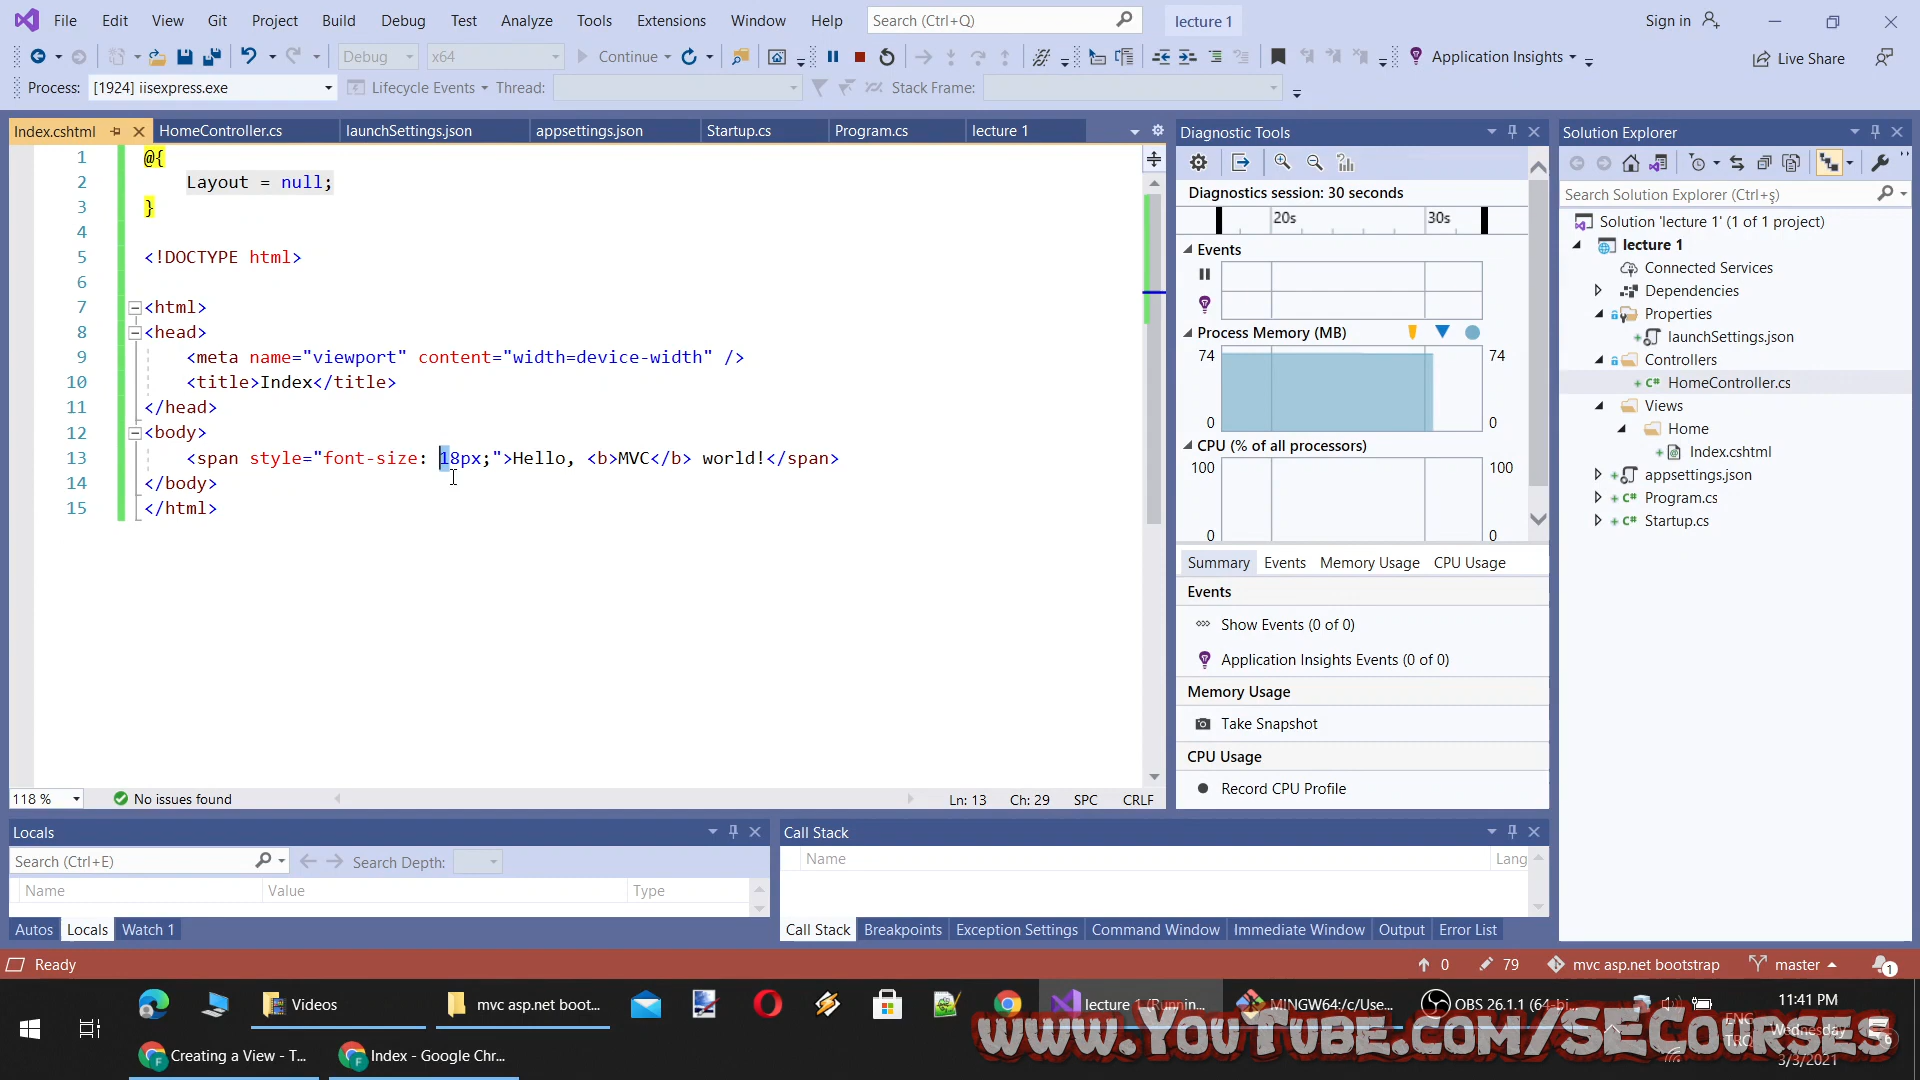 File Edit View Git Project Build Debug Test Analyze Tools Extensions Window Help Search (Ctrl+Q) lecture 1 Sign in
Debug x64 Continue Application Insights Live Share
Process: [1924] iisexpress.exe Lifecycle Events Thread: Stack Frame:
Index.cshtml HomeController.cs launchSettings.json appsettings.json Startup.cs Program.cs lecture 1
1 @{
2 Layout = null;
3 }
4
5 <!DOCTYPE html>
6
7 <html>
8 <head>
9 <meta name="viewport" content="width=device-width" />
10 <title>Index</title>
11 </head>
12 <body>
13 <span style="font-size: 18px;">Hello, <b>MVC</b> world!</span>
14 </body>
15 </html>
118 % No issues found Ln: 13 Ch: 29 SPC CRLF
Diagnostic Tools
Diagnostics session: 30 seconds
20s 30s
Events
Process Memory (MB)
74 74
0 0
CPU (% of all processors)
100 100
0 0
Summary Events Memory Usage CPU Usage
Events
Show Events (0 of 0)
Application Insights Events (0 of 0)
Memory Usage
Take Snapshot
CPU Usage
Record CPU Profile
Solution Explorer
Search Solution Explorer (Ctrl+ş)
Solution 'lecture 1' (1 of 1 project)
lecture 1
Connected Services
Dependencies
Properties
launchSettings.json
Controllers
HomeController.cs
Views
Home
Index.cshtml
appsettings.json
Program.cs
Startup.cs
Locals
Search (Ctrl+E) Search Depth:
Name Value Type
Autos Locals Watch 1
Call Stack
Name Lang
Call Stack Breakpoints Exception Settings Command Window Immediate Window Output Error List
Ready 0 79 mvc asp.net bootstrap master 1
Videos mvc asp.net boot... lecture 1 (Runnin... MINGW64:/c/Use... OBS 26.1.1 (64-bi... 11:41 PM
Wednesday
3/3/2021
Creating a View - T... Index - Google Chr...
www.YouTube.com/SECourses